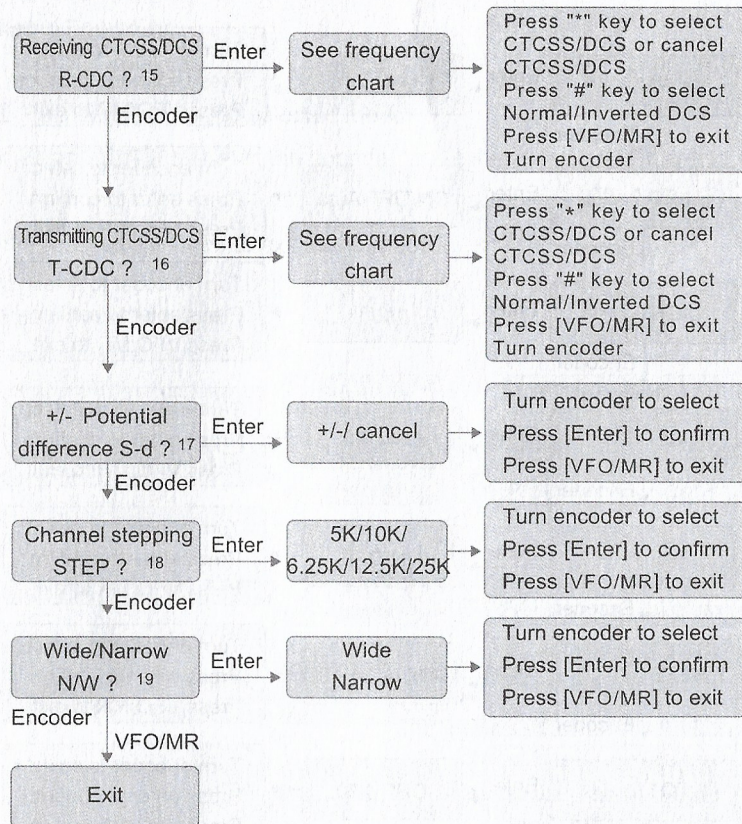 Receiving CTCSS/DCS
R-CDC ? 15
Enter
See frequency
chart
Press "*" key to select
CTCSS/DCS or cancel
CTCSS/DCS
Press "#" key to select
Normal/Inverted DCS
Press [VFO/MR] to exit
Turn encoder
Encoder
Transmitting CTCSS/DCS
T-CDC ? 16
Enter
See frequency
chart
Press "*" key to select
CTCSS/DCS or cancel
CTCSS/DCS
Press "#" key to select
Normal/Inverted DCS
Press [VFO/MR] to exit
Turn encoder
Encoder
+/- Potential
difference S-d ? 17
Enter
+/-/ cancel
Turn encoder to select
Press [Enter] to confirm
Press [VFO/MR] to exit
Encoder
Channel stepping
STEP ? 18
Enter
5K/10K/
6.25K/12.5K/25K
Turn encoder to select
Press [Enter] to confirm
Press [VFO/MR] to exit
Encoder
Wide/Narrow
N/W ? 19
Enter
Wide
Narrow
Turn encoder to select
Press [Enter] to confirm
Press [VFO/MR] to exit
Encoder
VFO/MR
Exit